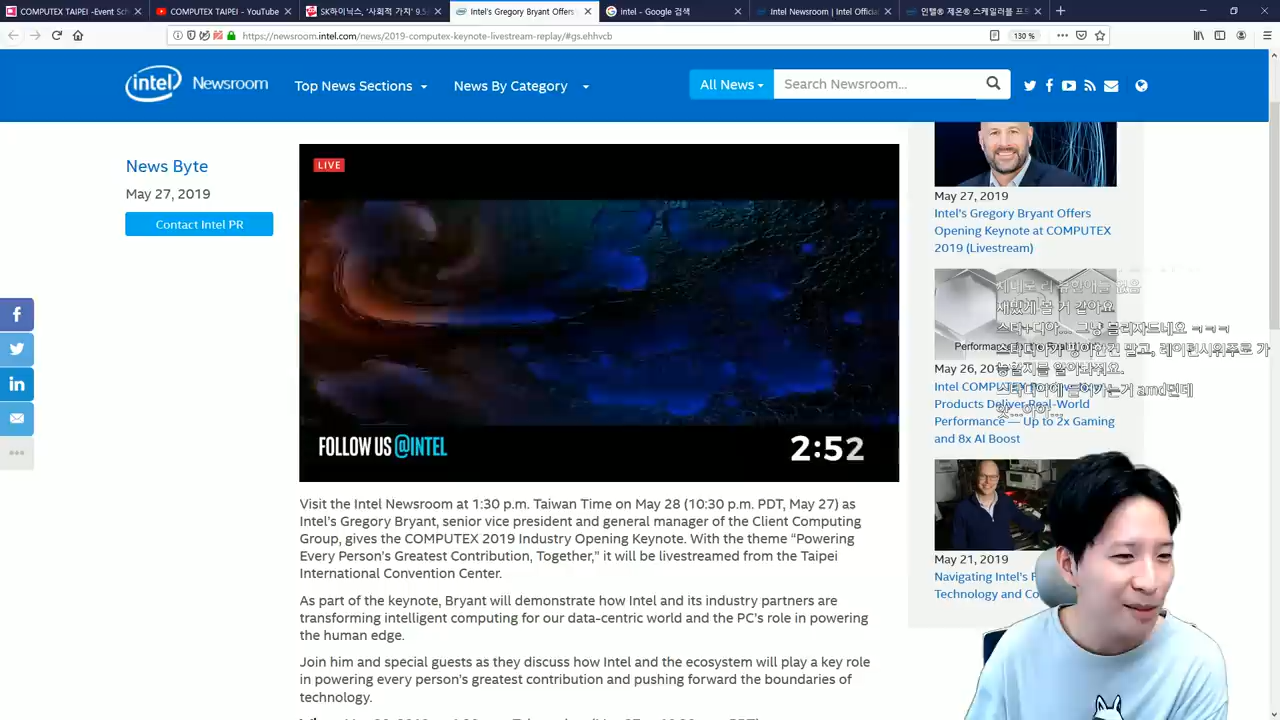 COMPUTEX TAIPEI -Event Sch
COMPUTEX TAIPEI - YouTube
SK하이닉스, '사회적 가치' 9.5
Intel's Gregory Bryant Offers
Intel - Google 검색
Intel Newsroom | Intel Official
인텔® 제온® 스케일러블 프
https://newsroom.intel.com/news/2019-computex-keynote-livestream-replay/#gs.ehhvcb
130 %
intel Newsroom
Top News Sections
News By Category
All News
Search Newsroom...
News Byte
May 27, 2019
Contact Intel PR
LIVE
FOLLOW US @INTEL
2:52
Visit the Intel Newsroom at 1:30 p.m. Taiwan Time on May 28 (10:30 p.m. PDT, May 27) as
Intel's Gregory Bryant, senior vice president and general manager of the Client Computing
Group, gives the COMPUTEX 2019 Industry Opening Keynote. With the theme “Powering
Every Person's Greatest Contribution, Together,” it will be livestreamed from the Taipei
International Convention Center.
As part of the keynote, Bryant will demonstrate how Intel and its industry partners are
transforming intelligent computing for our data-centric world and the PC's role in powering
the human edge.
Join him and special guests as they discuss how Intel and the ecosystem will play a key role
in powering every person's greatest contribution and pushing forward the boundaries of
technology.
May 27, 2019
Intel's Gregory Bryant Offers
Opening Keynote at COMPUTEX
2019 (Livestream)
재밌게 볼 거 같아요
May 26,
Intel COMPUTEX
Products Deliver Real-World
Performance — Up to 2x Gaming
and 8x AI Boost
May 21, 2019
Navigating Intel's
Technology and